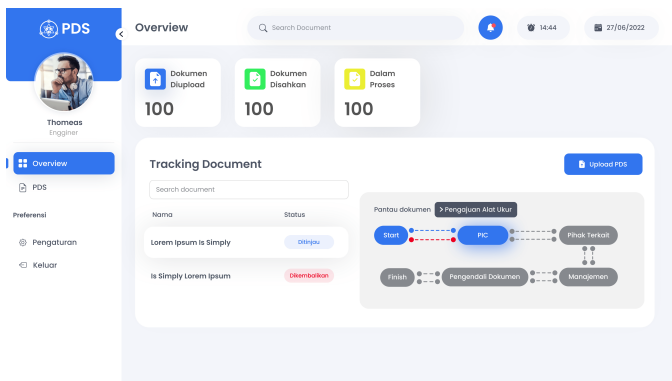 PDS
Overview
Search Document
14:44
27/06/2022
Thomeas
Engginer
Overview
PDS
Preferensi
Pengaturan
Keluar
Dokumen
Diupload
100
Dokumen
Disahkan
100
Dalam
Proses
100
Tracking Document
Upload PDS
Search document
Nama Status
Lorem Ipsum Is Simply Ditinjau
Is Simply Lorem Ipsum Dikembalikan
Pantau dokumen > Pengajuan Alat Ukur
Start PIC Pihak Terkait
Finish Pengendali Dokumen Manajemen